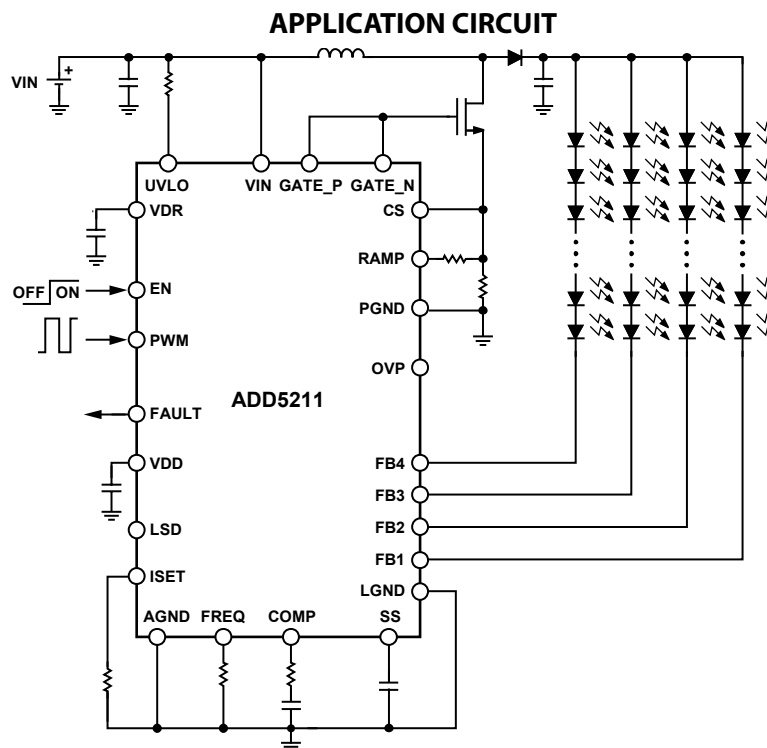 APPLICATION CIRCUIT
VIN
+
UVLO
VIN
GATE_P
GATE_N
VDR
CS
RAMP
EN
OFF
ON
PGND
PWM
OVP
ADD5211
FAULT
VDD
FB4
FB3
LSD
FB2
FB1
ISET
LGND
AGND
FREQ
COMP
SS